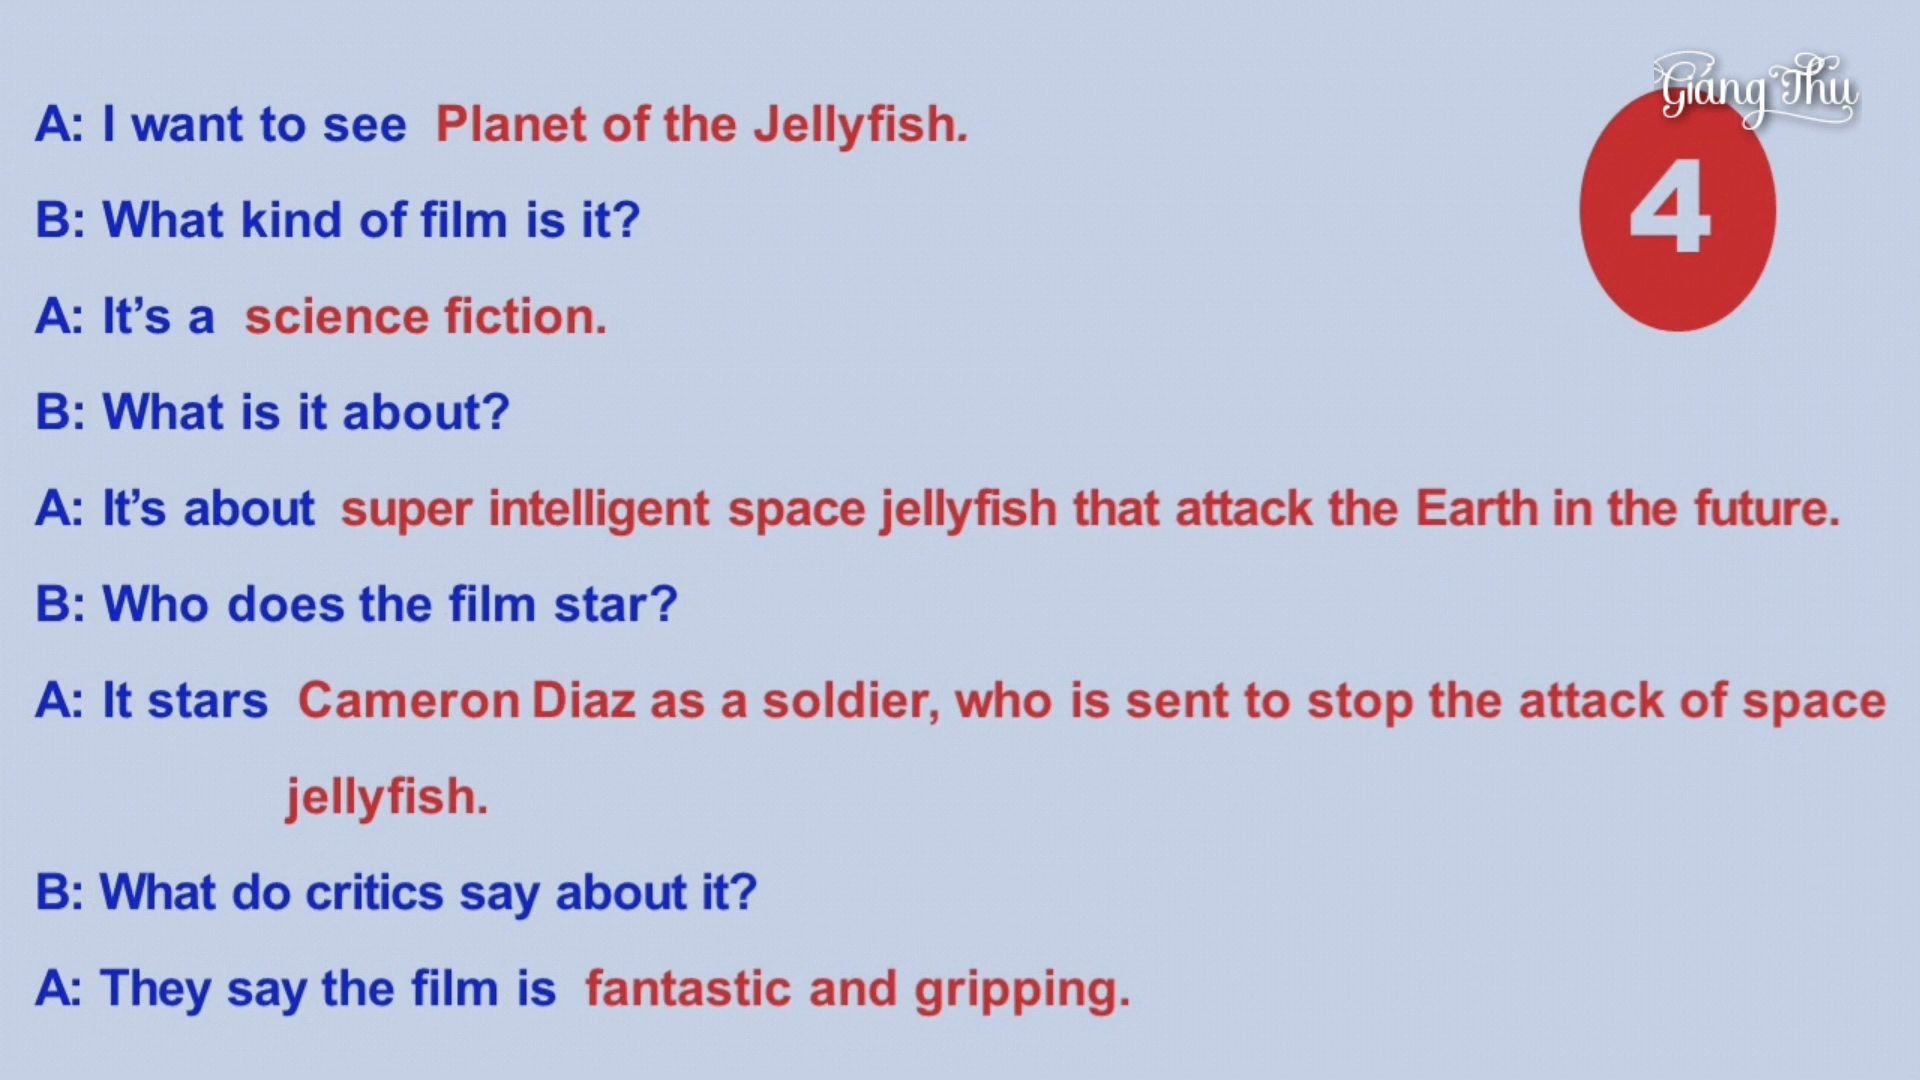 Giáng Thu
4
A: I want to see Planet of the Jellyfish.
B: What kind of film is it?
A: It’s a science fiction.
B: What is it about?
A: It’s about super intelligent space jellyfish that attack the Earth in the future.
B: Who does the film star?
A: It stars Cameron Diaz as a soldier, who is sent to stop the attack of space
jellyfish.
B: What do critics say about it?
A: They say the film is fantastic and gripping.